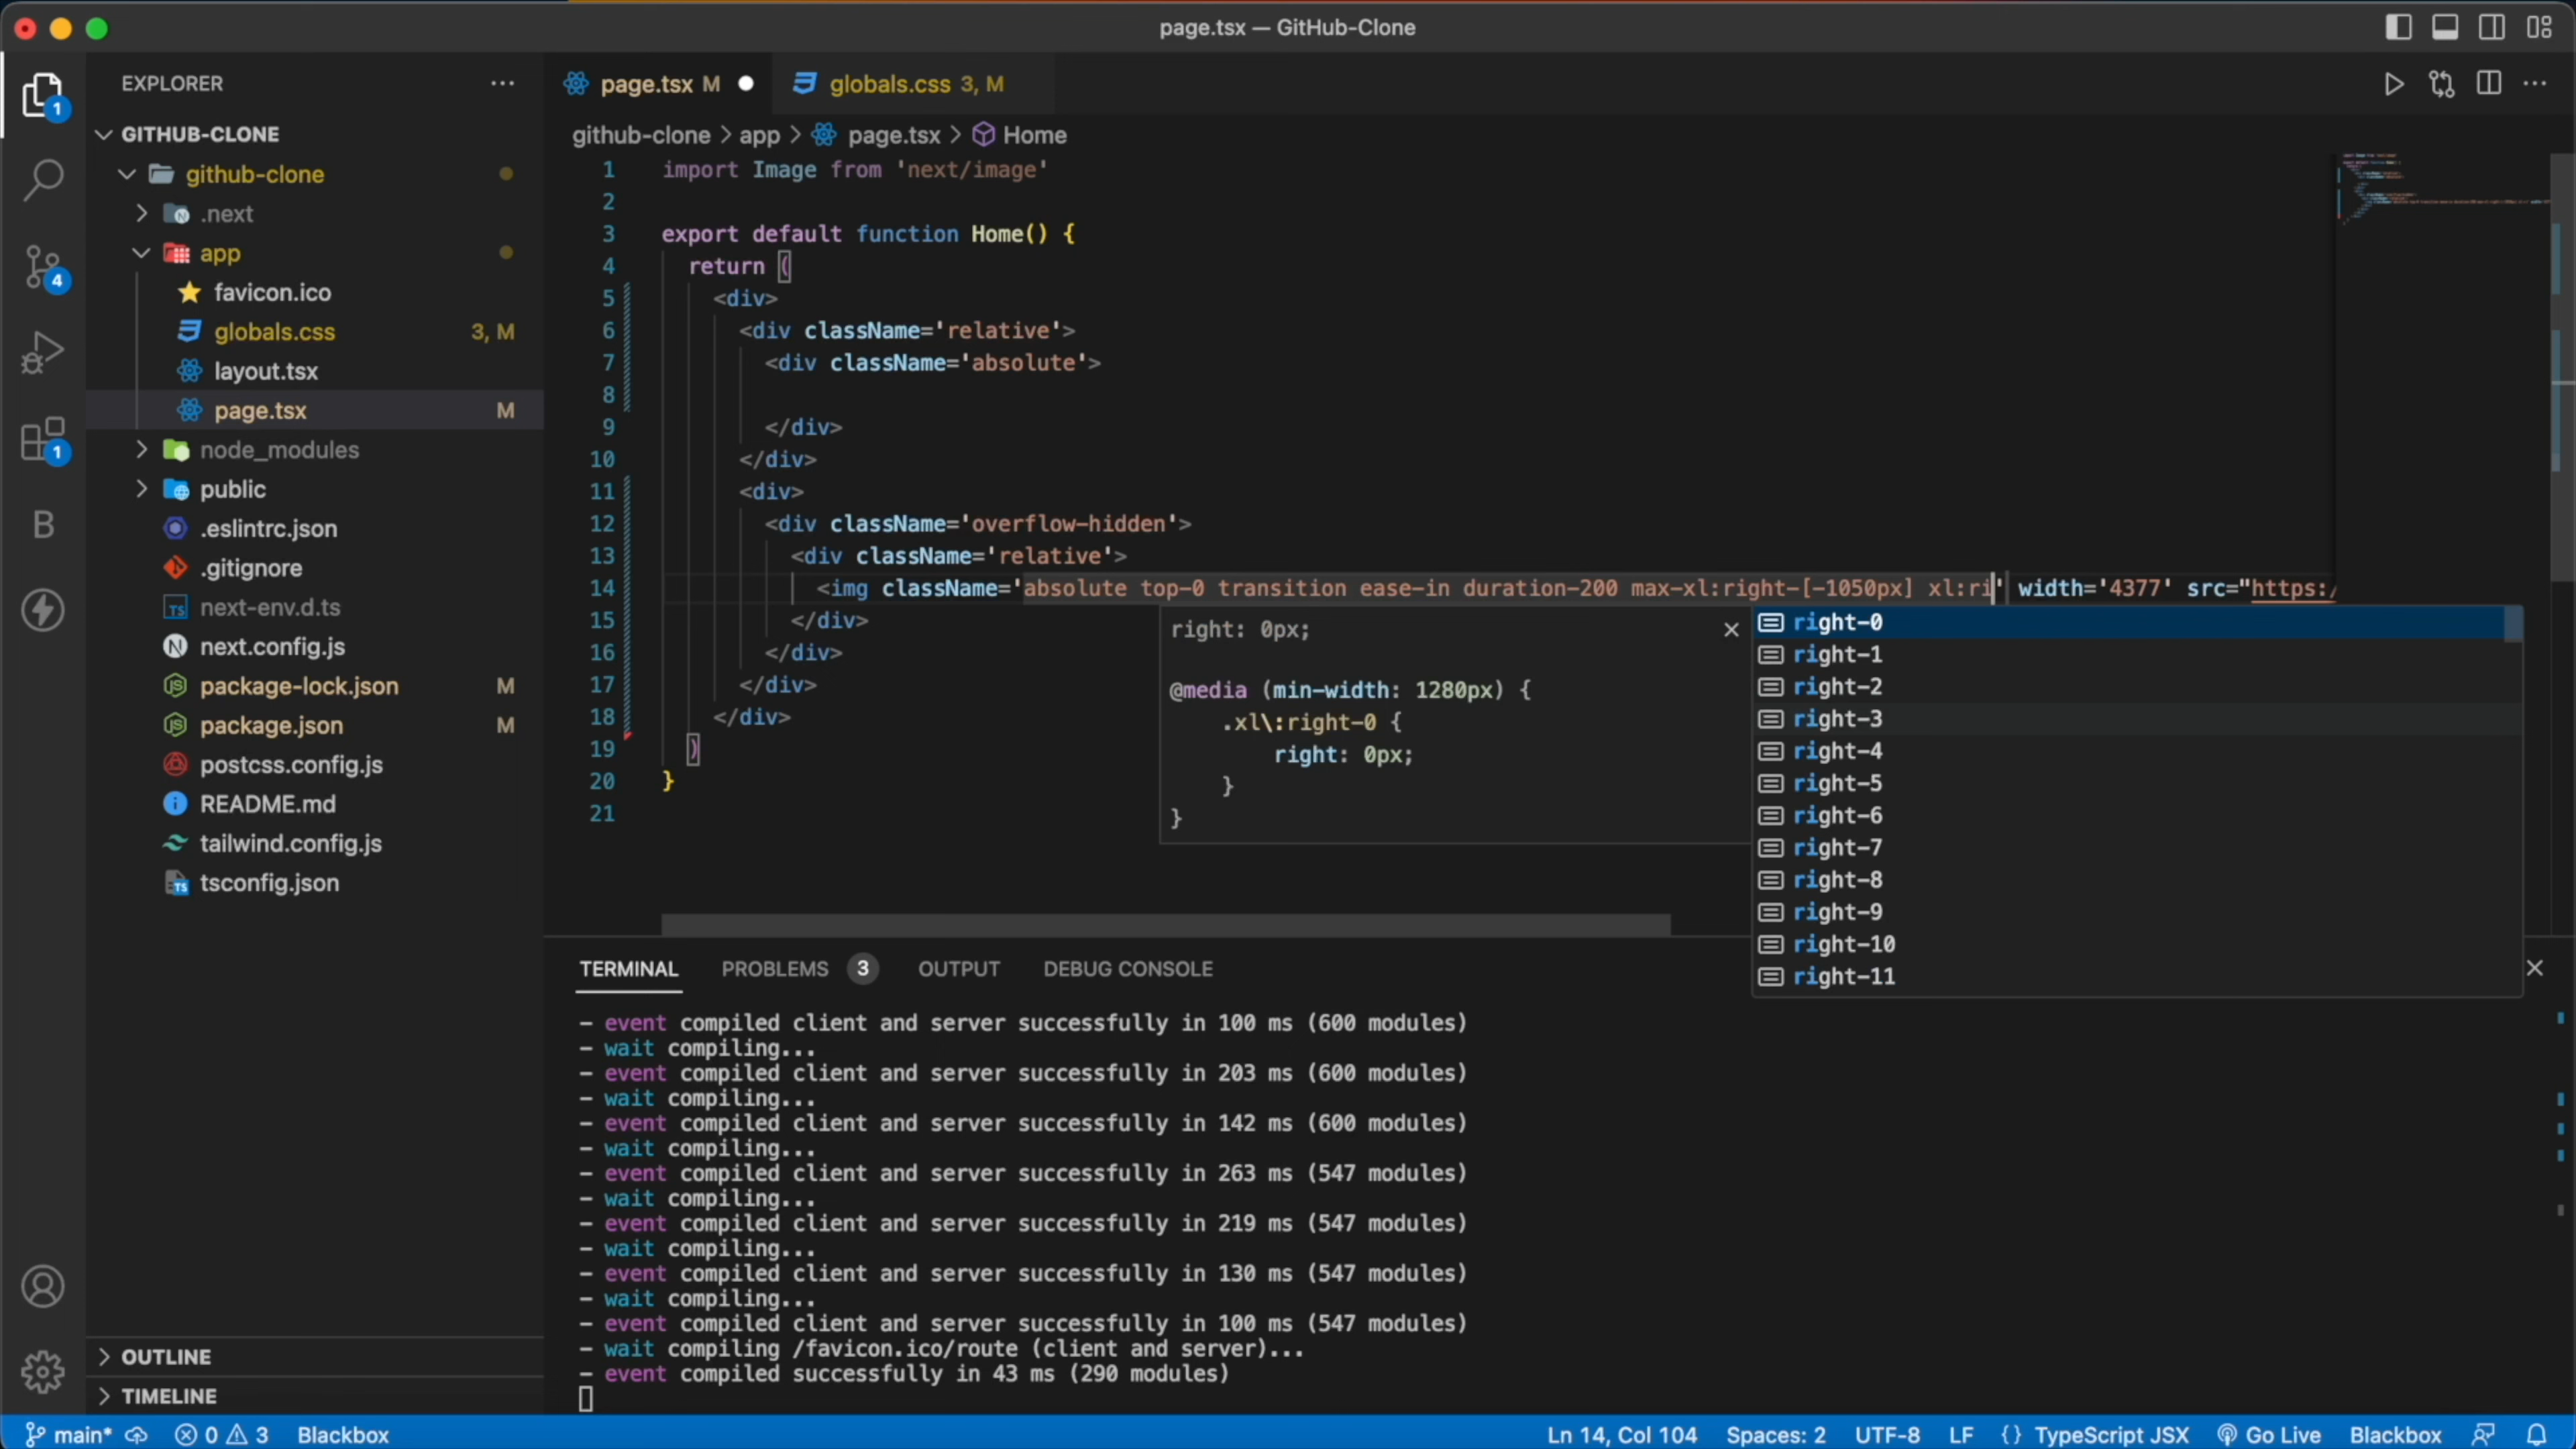 page.tsx — GitHub-Clone
EXPLORER
page.tsx M
globals.css 3, M
1
GITHUB-CLONE
github-clone > app > page.tsx > Home
github-clone
.next
app
favicon.ico
globals.css 3, M
layout.tsx
page.tsx M
node_modules
public
.eslintrc.json
.gitignore
next-env.d.ts
next.config.js
package-lock.json M
package.json M
postcss.config.js
README.md
tailwind.config.js
tsconfig.json
4
1
B
OUTLINE
TIMELINE
1 import Image from 'next/image'
2
3 export default function Home() {
4 return (
5 <div>
6 <div className='relative'>
7 <div className='absolute'>
8
9 </div>
10 </div>
11 <div>
12 <div className='overflow-hidden'>
13 <div className='relative'>
14 <img className='absolute top-0 transition ease-in duration-200 max-xl:right-[-1050px] xl:ri' width='4377' src="https:/
15 </div>
16 </div>
17 </div>
18 </div>
19 )
20 }
21
right: 0px;
@media (min-width: 1280px) {
.xl\:right-0 {
right: 0px;
}
}
right-0
right-1
right-2
right-3
right-4
right-5
right-6
right-7
right-8
right-9
right-10
right-11
TERMINAL PROBLEMS 3 OUTPUT DEBUG CONSOLE
- event compiled client and server successfully in 100 ms (600 modules)
- wait compiling...
- event compiled client and server successfully in 203 ms (600 modules)
- wait compiling...
- event compiled client and server successfully in 142 ms (600 modules)
- wait compiling...
- event compiled client and server successfully in 263 ms (547 modules)
- wait compiling...
- event compiled client and server successfully in 219 ms (547 modules)
- wait compiling...
- event compiled client and server successfully in 130 ms (547 modules)
- wait compiling...
- event compiled client and server successfully in 100 ms (547 modules)
- wait compiling /favicon.ico/route (client and server)...
- event compiled successfully in 43 ms (290 modules)
main* 0 3 Blackbox Ln 14, Col 104 Spaces: 2 UTF-8 LF {} TypeScript JSX Go Live Blackbox